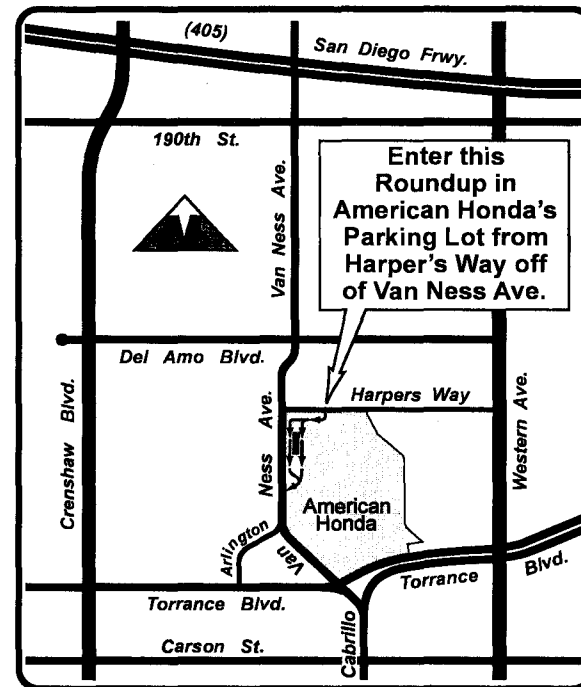 (405)
San Diego Frwy.
190th St.
Van Ness Ave.
Enter this
Roundup in
American Honda's
Parking Lot from
Harper's Way off
of Van Ness Ave.
Del Amo Blvd.
Harpers Way
Crenshaw Blvd.
Ness Ave.
Western Ave.
American
Honda
Arlington
Van
Torrance Blvd.
Torrance Blvd.
Cabrillo
Carson St.